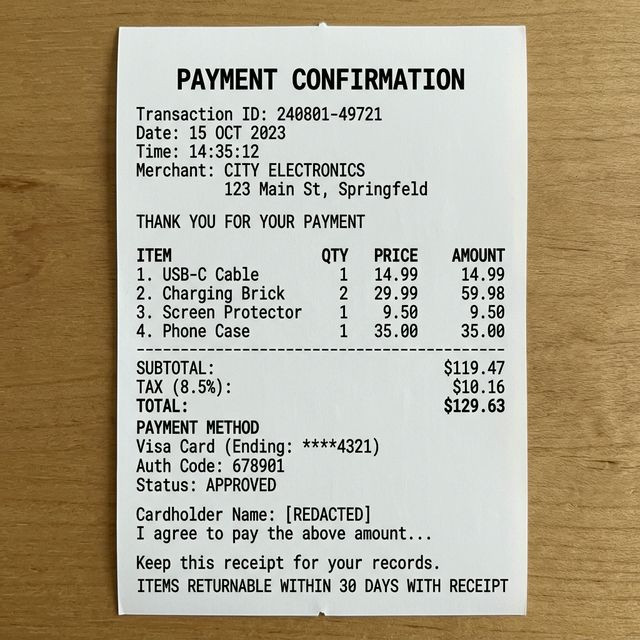 PAYMENT CONFIRMATION
Transaction ID: 240801-49721
Date: 15 OCT 2023
Time: 14:35:12
Merchant: CITY ELECTRONICS
123 Main St, Springfeld
THANK YOU FOR YOUR PAYMENT
ITEM QTY PRICE AMOUNT
1. USB-C Cable 1 14.99 14.99
2. Charging Brick 2 29.99 59.98
3. Screen Protector 1 9.50 9.50
4. Phone Case 1 35.00 35.00
------------------------------------------
SUBTOTAL: $119.47
TAX (8.5%): $10.16
TOTAL: $129.63
PAYMENT METHOD
Visa Card (Ending: ****4321)
Auth Code: 678901
Status: APPROVED
Cardholder Name: [REDACTED]
I agree to pay the above amount...
Keep this receipt for your records.
ITEMS RETURNABLE WITHIN 30 DAYS WITH RECEIPT